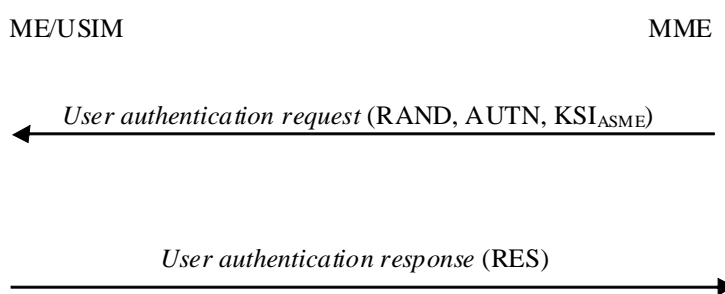 ME/USIM MME
User authentication request (RAND, AUTN, KSIASME)
User authentication response (RES)